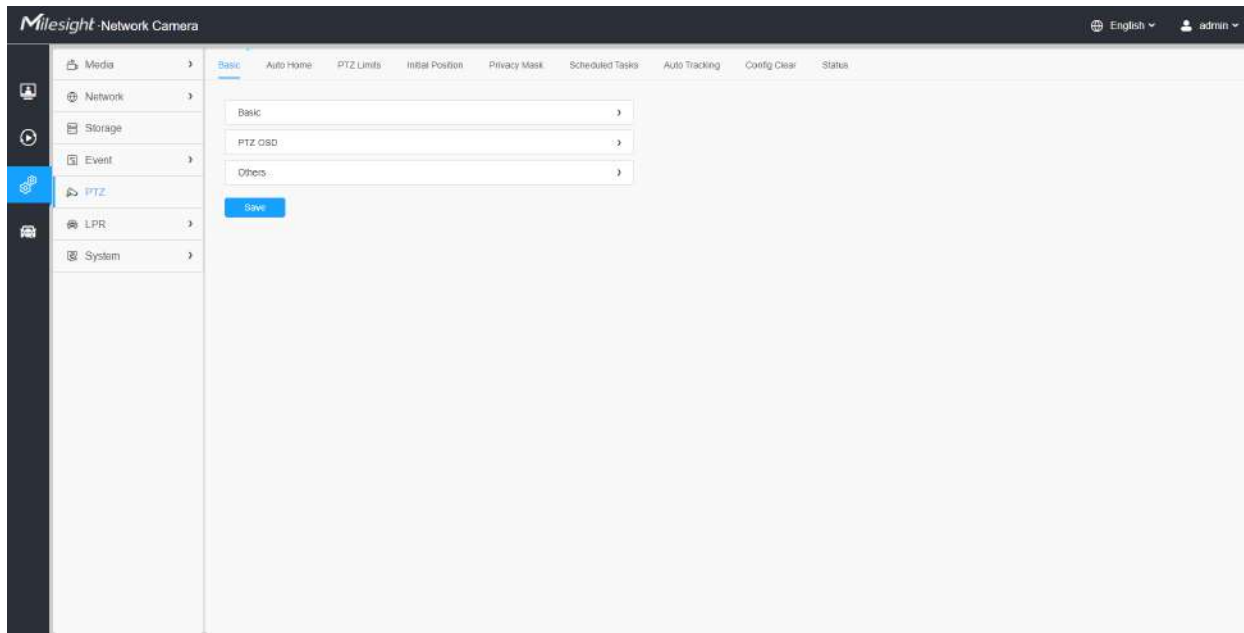 Milesight-Network Camera
English
admin
Media
Network
Storage
Event
PTZ
LPR
System
Basic Auto Home PTZ Limits Initial Position Privacy Mask Scheduled Tasks Auto Tracking Config Clear Status
Basic
PTZ OSD
Others
Save